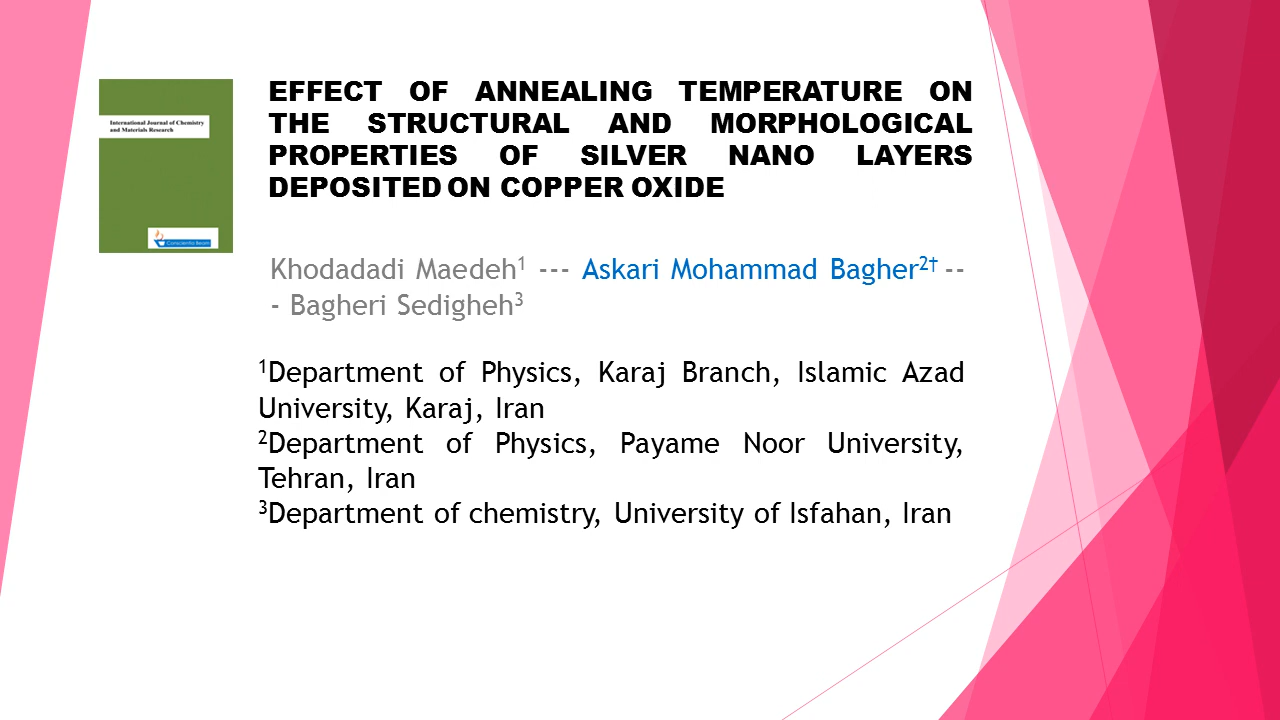 International Journal of Chemistry
and Materials Research
Conscientia Beam
EFFECT OF ANNEALING TEMPERATURE ON
THE STRUCTURAL AND MORPHOLOGICAL
PROPERTIES OF SILVER NANO LAYERS
DEPOSITED ON COPPER OXIDE
Khodadadi Maedeh¹ --- Askari Mohammad Bagher²† --
- Bagheri Sedigheh³
¹Department of Physics, Karaj Branch, Islamic Azad
University, Karaj, Iran
²Department of Physics, Payame Noor University,
Tehran, Iran
³Department of chemistry, University of Isfahan, Iran